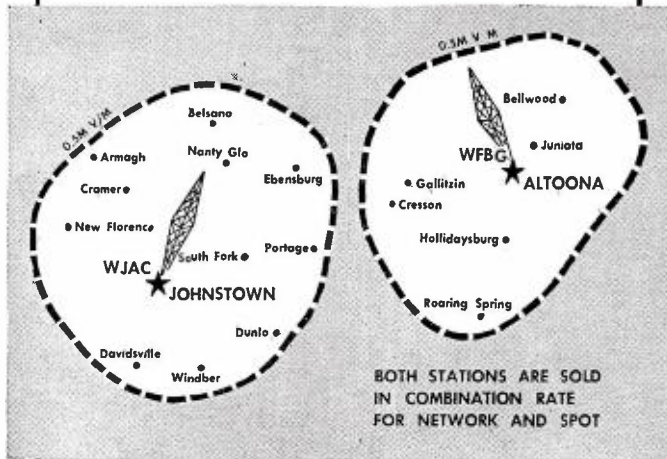 0.5M V/M
Belsano
Nanty Glo
Armagh
Ebensburg
Cramer
New Florence
South Fork
Portage
WJAC
JOHNSTOWN
Dunlo
Davidsville
Windber
0.5M V M
Bellwood
WFBG
Juniata
ALTOONA
Gallitzin
Cresson
Hollidaysburg
Roaring Spring
BOTH STATIONS ARE SOLD
IN COMBINATION RATE
FOR NETWORK AND SPOT